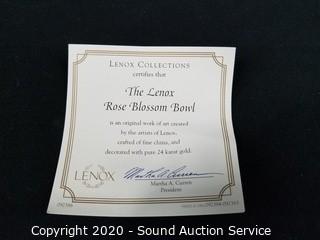 LENOX COLLECTIONS
certifies that
The Lenox
Rose Blossom Bowl
is an original work of art created
by the artists of Lenox,
crafted of fine china, and
decorated with pure 24 karat gold.
LENOX
Martha A. Curren
Martha A. Curren
President
Copyright 2020 - Sound Auction Service